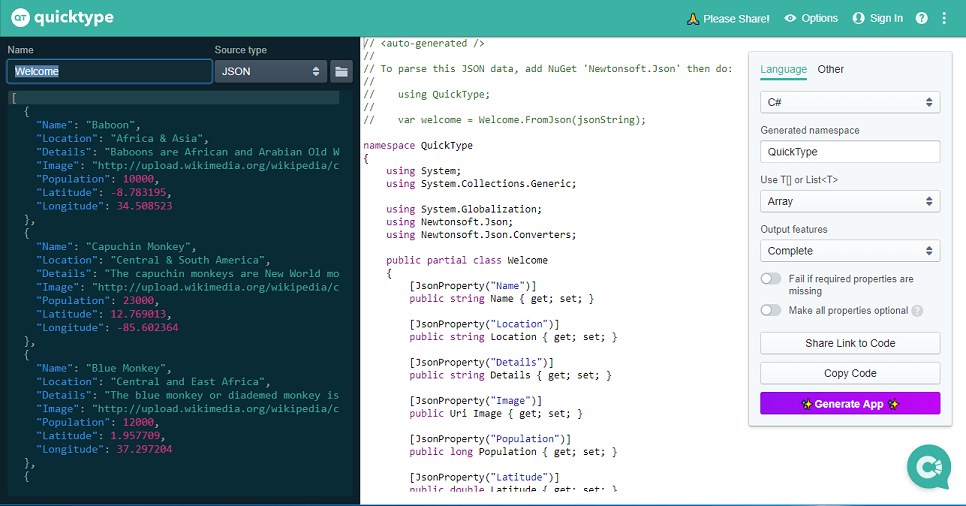 QT quicktype
Please Share!
Options
Sign In
?
Name
Source type
Welcome
JSON
[
{
"Name": "Baboon",
"Location": "Africa & Asia",
"Details": "Baboons are African and Arabian Old W
"Image": "http://upload.wikimedia.org/wikipedia/c
"Population": 10000,
"Latitude": -8.783195,
"Longitude": 34.508523
},
{
"Name": "Capuchin Monkey",
"Location": "Central & South America",
"Details": "The capuchin monkeys are New World mo
"Image": "http://upload.wikimedia.org/wikipedia/c
"Population": 23000,
"Latitude": 12.769013,
"Longitude": -85.602364
},
{
"Name": "Blue Monkey",
"Location": "Central and East Africa",
"Details": "The blue monkey or diademed monkey is
"Image": "http://upload.wikimedia.org/wikipedia/c
"Population": 12000,
"Latitude": 1.957709,
"Longitude": 37.297204
},
{
// <auto-generated />
//
// To parse this JSON data, add NuGet 'Newtonsoft.Json' then do:
//
// using QuickType;
//
// var welcome = Welcome.FromJson(jsonString);
namespace QuickType
{
using System;
using System.Collections.Generic;
using System.Globalization;
using Newtonsoft.Json;
using Newtonsoft.Json.Converters;
public partial class Welcome
{
[JsonProperty("Name")]
public string Name { get; set; }
[JsonProperty("Location")]
public string Location { get; set; }
[JsonProperty("Details")]
public string Details { get; set; }
[JsonProperty("Image")]
public Uri Image { get; set; }
[JsonProperty("Population")]
public long Population { get; set; }
[JsonProperty("Latitude")]
public double Latitude { get; set; }
Language Other
C#
Generated namespace
QuickType
Use T[] or List<T>
Array
Output features
Complete
Fail if required properties are
missing
Make all properties optional ?
Share Link to Code
Copy Code
Generate App